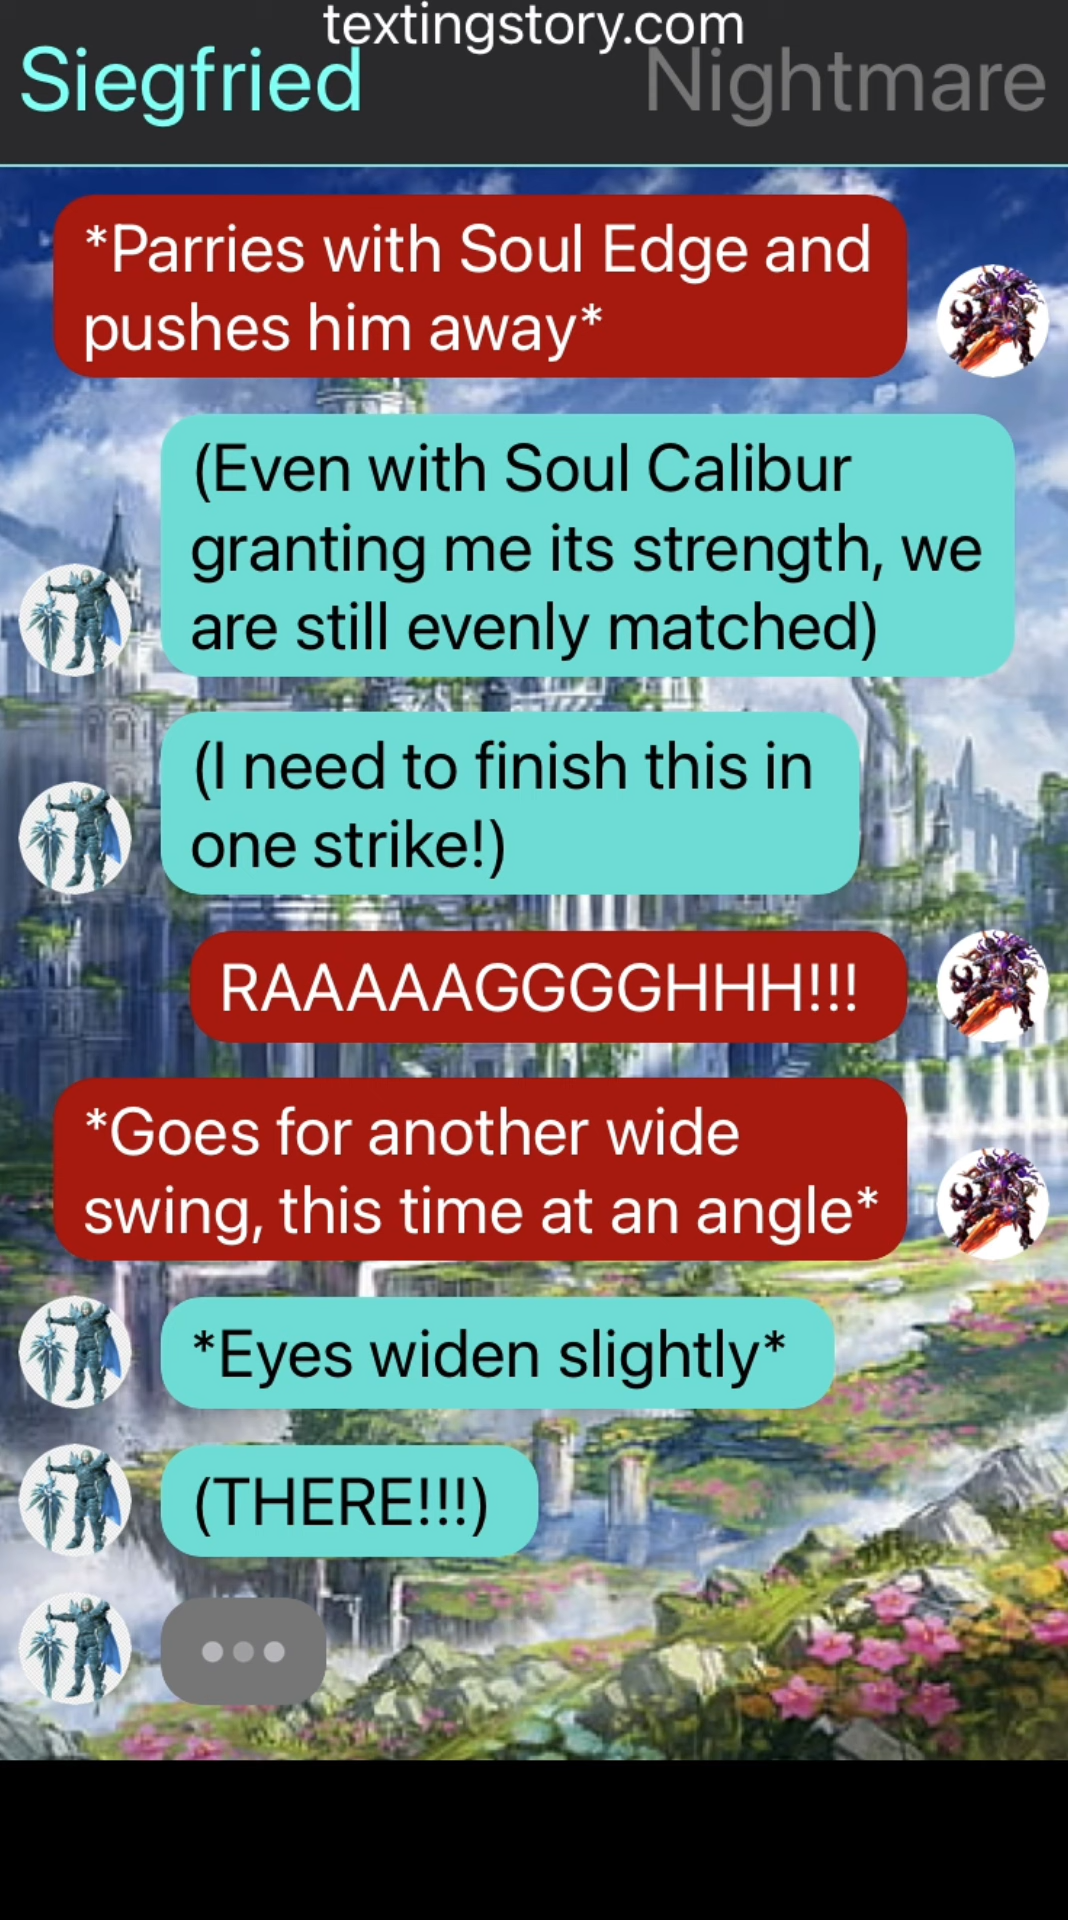 textingstory.com
Siegfried
Nightmare
*Parries with Soul Edge and
pushes him away*
(Even with Soul Calibur
granting me its strength, we
are still evenly matched)
(I need to finish this in
one strike!)
RAAAAAGGGGHHH!!!
*Goes for another wide
swing, this time at an angle*
*Eyes widen slightly*
(THERE!!!)